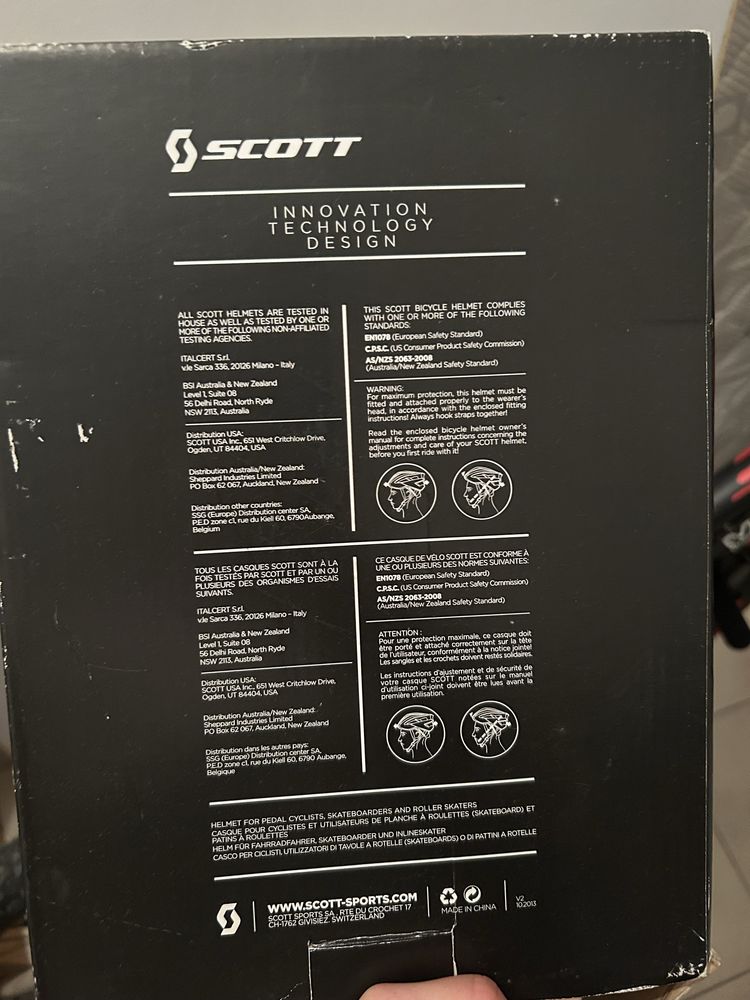 SCOTT
INNOVATION
TECHNOLOGY
DESIGN
ALL SCOTT HELMETS ARE TESTED IN
HOUSE AS WELL AS TESTED BY ONE OR
MORE OF THE FOLLOWING NON-AFFILIATED
TESTING AGENCIES.
ITALCERT S.r.l.
v.le Sarca 336, 20126 Milano – Italy
BSI Australia & New Zealand
Level 1, Suite 08
56 Delhi Road, North Ryde
NSW 2113, Australia
Distribution USA:
SCOTT USA Inc., 651 West Critchlow Drive,
Ogden, UT 84404, USA
Distribution Australia/New Zealand:
Sheppard Industries Limited
PO Box 62 067, Auckland, New Zealand
Distribution other countries:
SSG (Europe) Distribution center SA,
P.E.D zone c1, rue du Kiell 60, 6790Aubange,
Belgium
THIS SCOTT BICYCLE HELMET COMPLIES
WITH ONE OR MORE OF THE FOLLOWING
STANDARDS:
EN1078 (European Safety Standard)
C.P.S.C. (US Consumer Product Safety Commission)
AS/NZS 2063-2008
(Australia/New Zealand Safety Standard)
WARNING:
For maximum protection, this helmet must be
fitted and attached properly to the wearer's
head, in accordance with the enclosed fitting
instructions! Always hook straps together!
Read the enclosed bicycle helmet owner's
manual for complete instructions concerning the
adjustments and care of your SCOTT helmet,
before you first ride with it!
TOUS LES CASQUES SCOTT SONT À LA
FOIS TESTÉS PAR SCOTT ET PAR UN OU
PLUSIEURS DES ORGANISMES D'ESSAIS
SUIVANTS.
ITALCERT S.r.l.
v.le Sarca 336, 20126 Milano – Italy
BSI Australia & New Zealand
Level 1, Suite 08
56 Delhi Road, North Ryde
NSW 2113, Australia
Distribution USA:
SCOTT USA Inc., 651 West Critchlow Drive,
Ogden, UT 84404, USA
Distribution Australia/New Zealand:
Sheppard Industries Limited
PO Box 62 067, Auckland, New Zealand
Distribution dans les autres pays:
SSG (Europe) Distribution center SA,
P.E.D zone c1, rue du Kiell 60, 6790 Aubange,
Belgique
CE CASQUE DE VÉLO SCOTT EST CONFORME À
UNE OU PLUSIEURS DES NORMES SUIVANTES:
EN1078 (European Safety Standard)
C.P.S.C. (US Consumer Product Safety Commission)
AS/NZS 2063-2008
(Australia/New Zealand Safety Standard)
ATTENTION :
Pour une protection maximale, ce casque doit
être porté et attaché correctement sur la tête
de l'utilisateur, conformément à la notice jointe!
Les sangles et les crochets doivent restés solidaires.
Les instructions d'ajustement et de sécurité de
votre casque SCOTT notées sur le manuel
d'utilisation ci-joint doivent être lues avant la
première utilisation.
HELMET FOR PEDAL CYCLISTS, SKATEBOARDERS AND ROLLER SKATERS
CASQUE POUR CYCLISTES ET UTILISATEURS DE PLANCHE À ROULETTES (SKATEBOARD) ET
PATINS À ROULETTES
HELM FÜR FAHRRADFAHRER, SKATEBOARDER UND INLINESKATER
CASCO PER CICLISTI, UTILIZZATORI DI TAVOLE A ROTELLE (SKATEBOARDS) O DI PATTINI A ROTELLE
WWW.SCOTT-SPORTS.COM
SCOTT SPORTS SA . RTE DU CROCHET 17
CH-1762 GIVISIEZ, SWITZERLAND
MADE IN CHINA
V2
10.2013